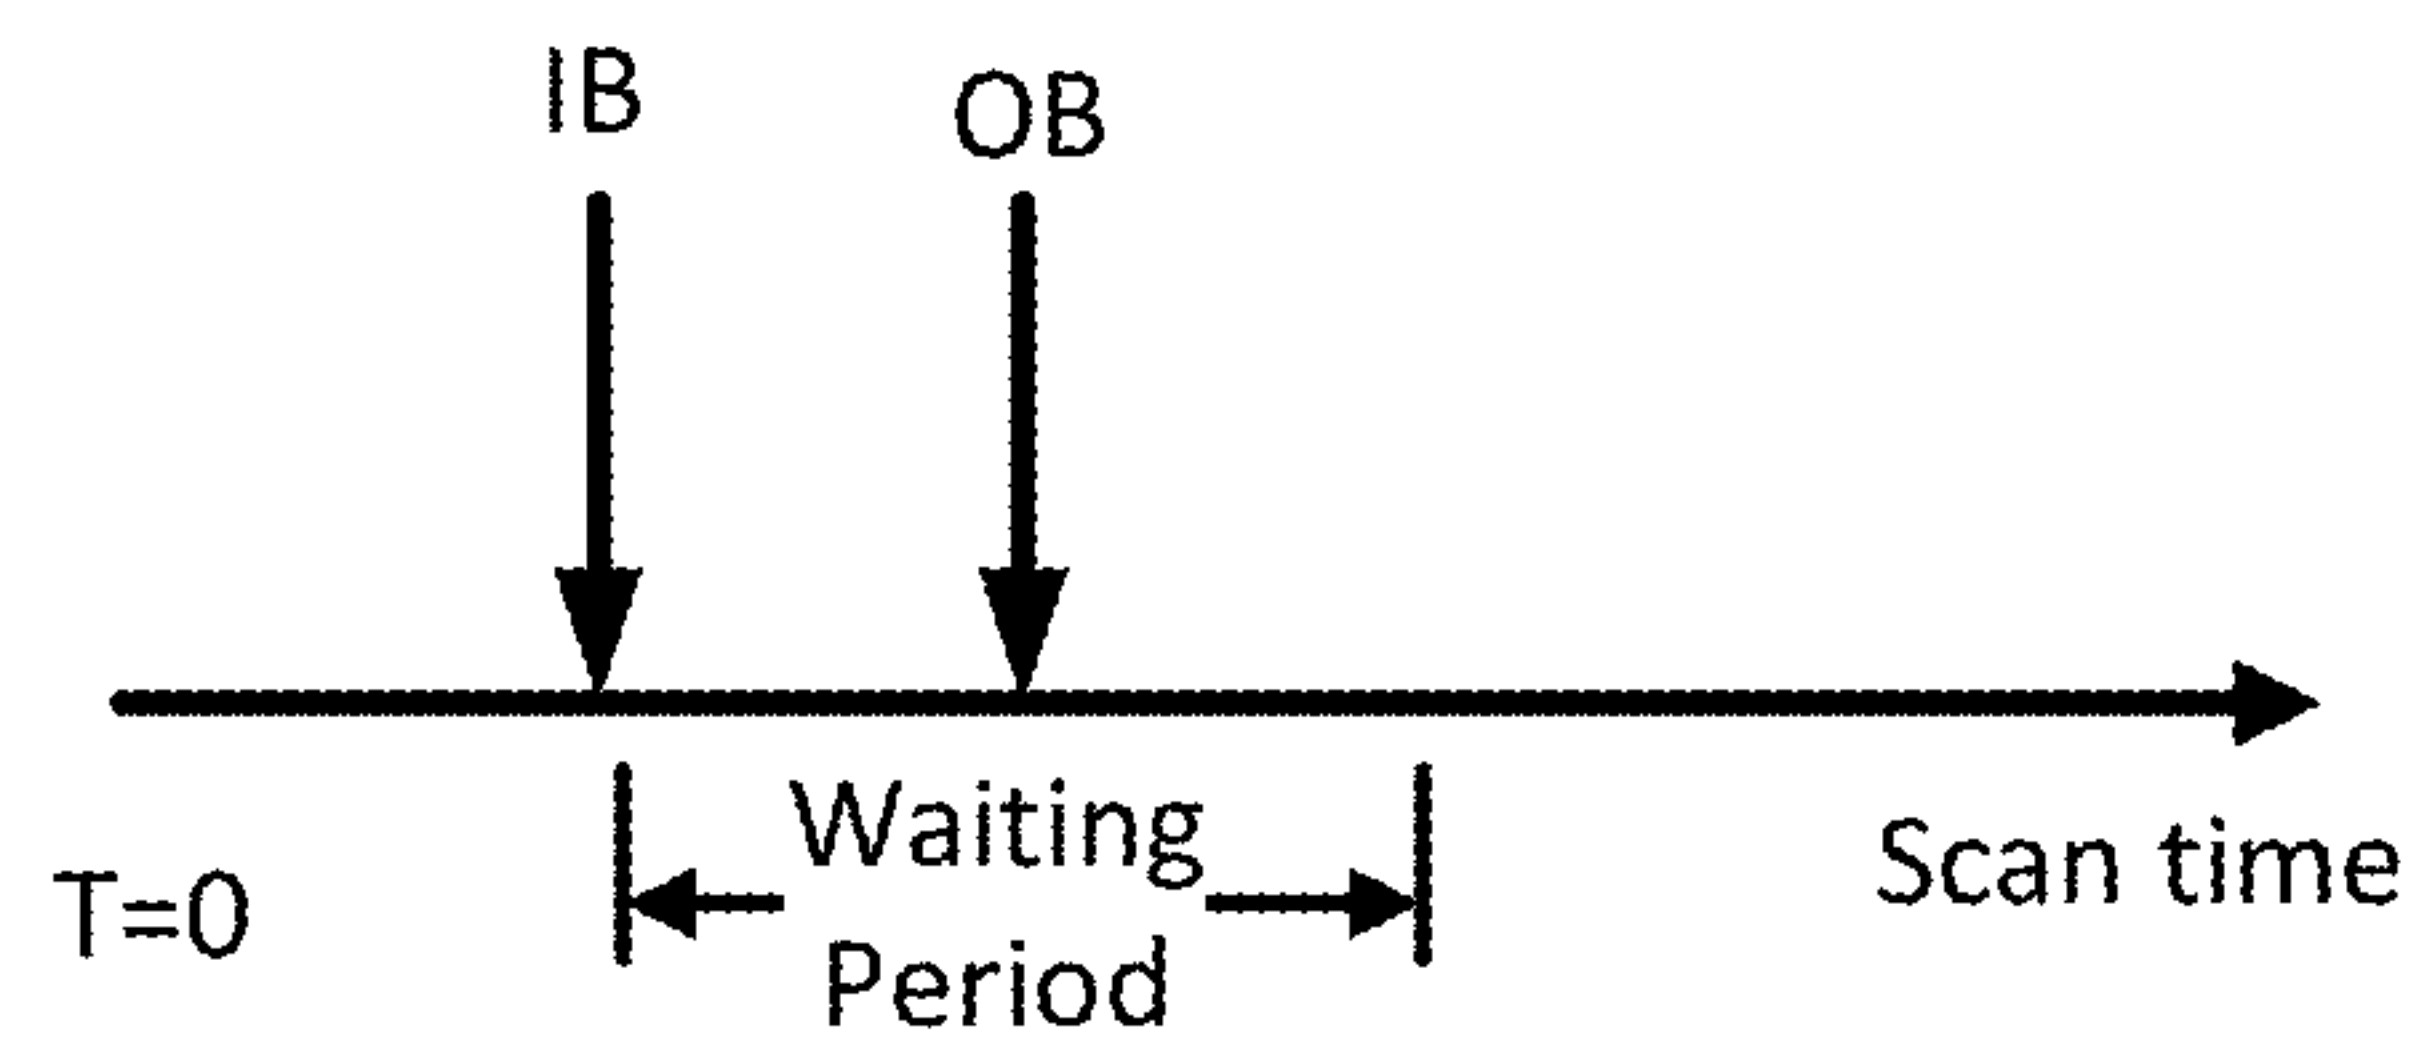 IB
OB
Waiting
Period
T=0
Scan time